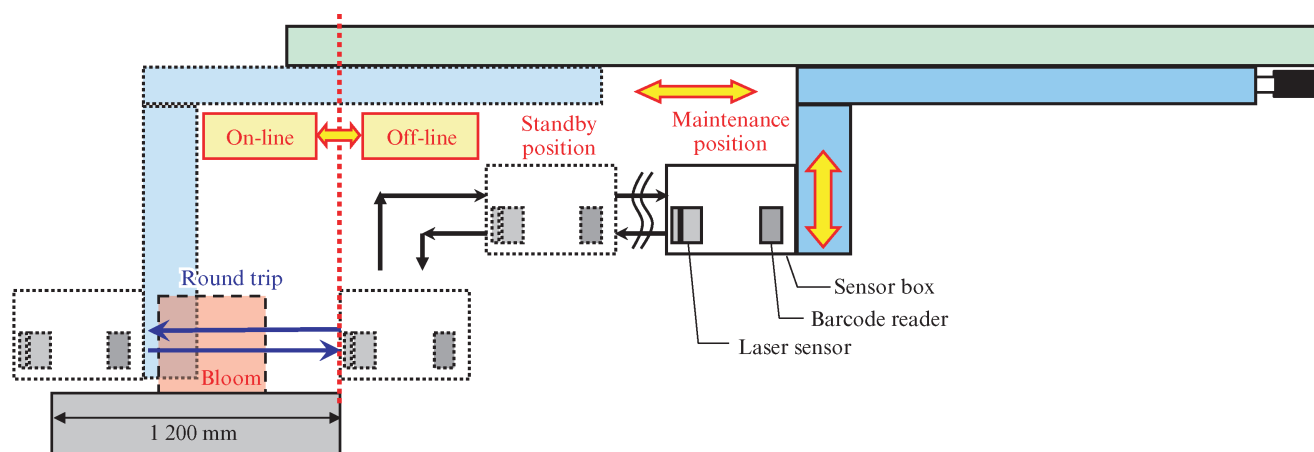 Standby
position
Maintenance
position
On-line
Off-line
Round trip
Sensor box
Barcode reader
Laser sensor
Bloom
1 200 mm